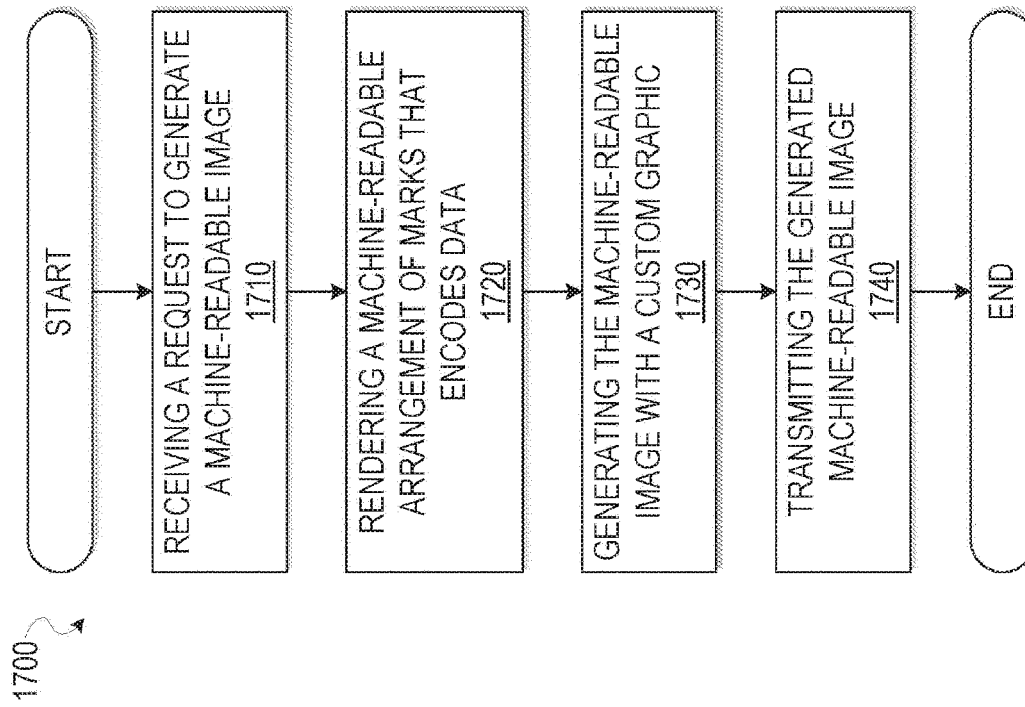 1700
START
RECEIVING A REQUEST TO GENERATE
A MACHINE-READABLE IMAGE
1710
RENDERING A MACHINE-READABLE
ARRANGEMENT OF MARKS THAT
ENCODES DATA
1720
GENERATING THE MACHINE-READABLE
IMAGE WITH A CUSTOM GRAPHIC
1730
TRANSMITTING THE GENERATED
MACHINE-READABLE IMAGE
1740
END